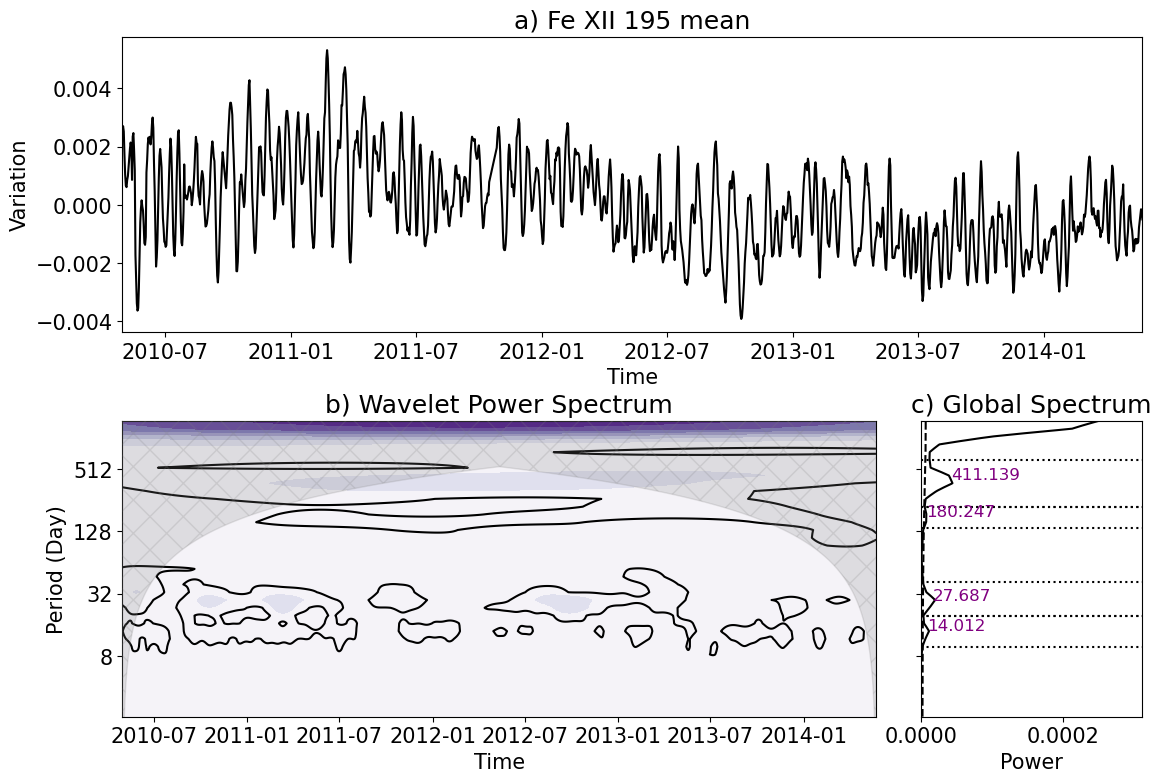 a) Fe XII 195 mean
Variation
0.004
0.002
0.000
−0.002
−0.004
2010-07 2011-01 2011-07 2012-01 2012-07 2013-01 2013-07 2014-01
Time
b) Wavelet Power Spectrum
Period (Day)
512
128
32
8
2010-07 2011-01 2011-07 2012-01 2012-07 2013-01 2013-07 2014-01
Time
c) Global Spectrum
411.139
180.247
27.687
14.012
0.0000 0.0002
Power